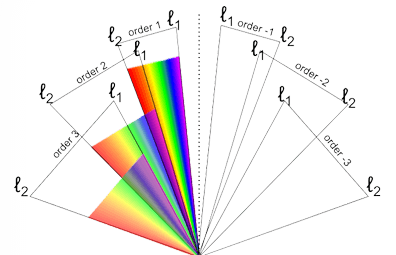 ℓ₂ order 1 ℓ₁
ℓ₁ order -1 ℓ₂
ℓ₂ order 2 ℓ₁
ℓ₁ order -2 ℓ₂
ℓ₂ order 3 ℓ₁
ℓ₁ order -3 ℓ₂